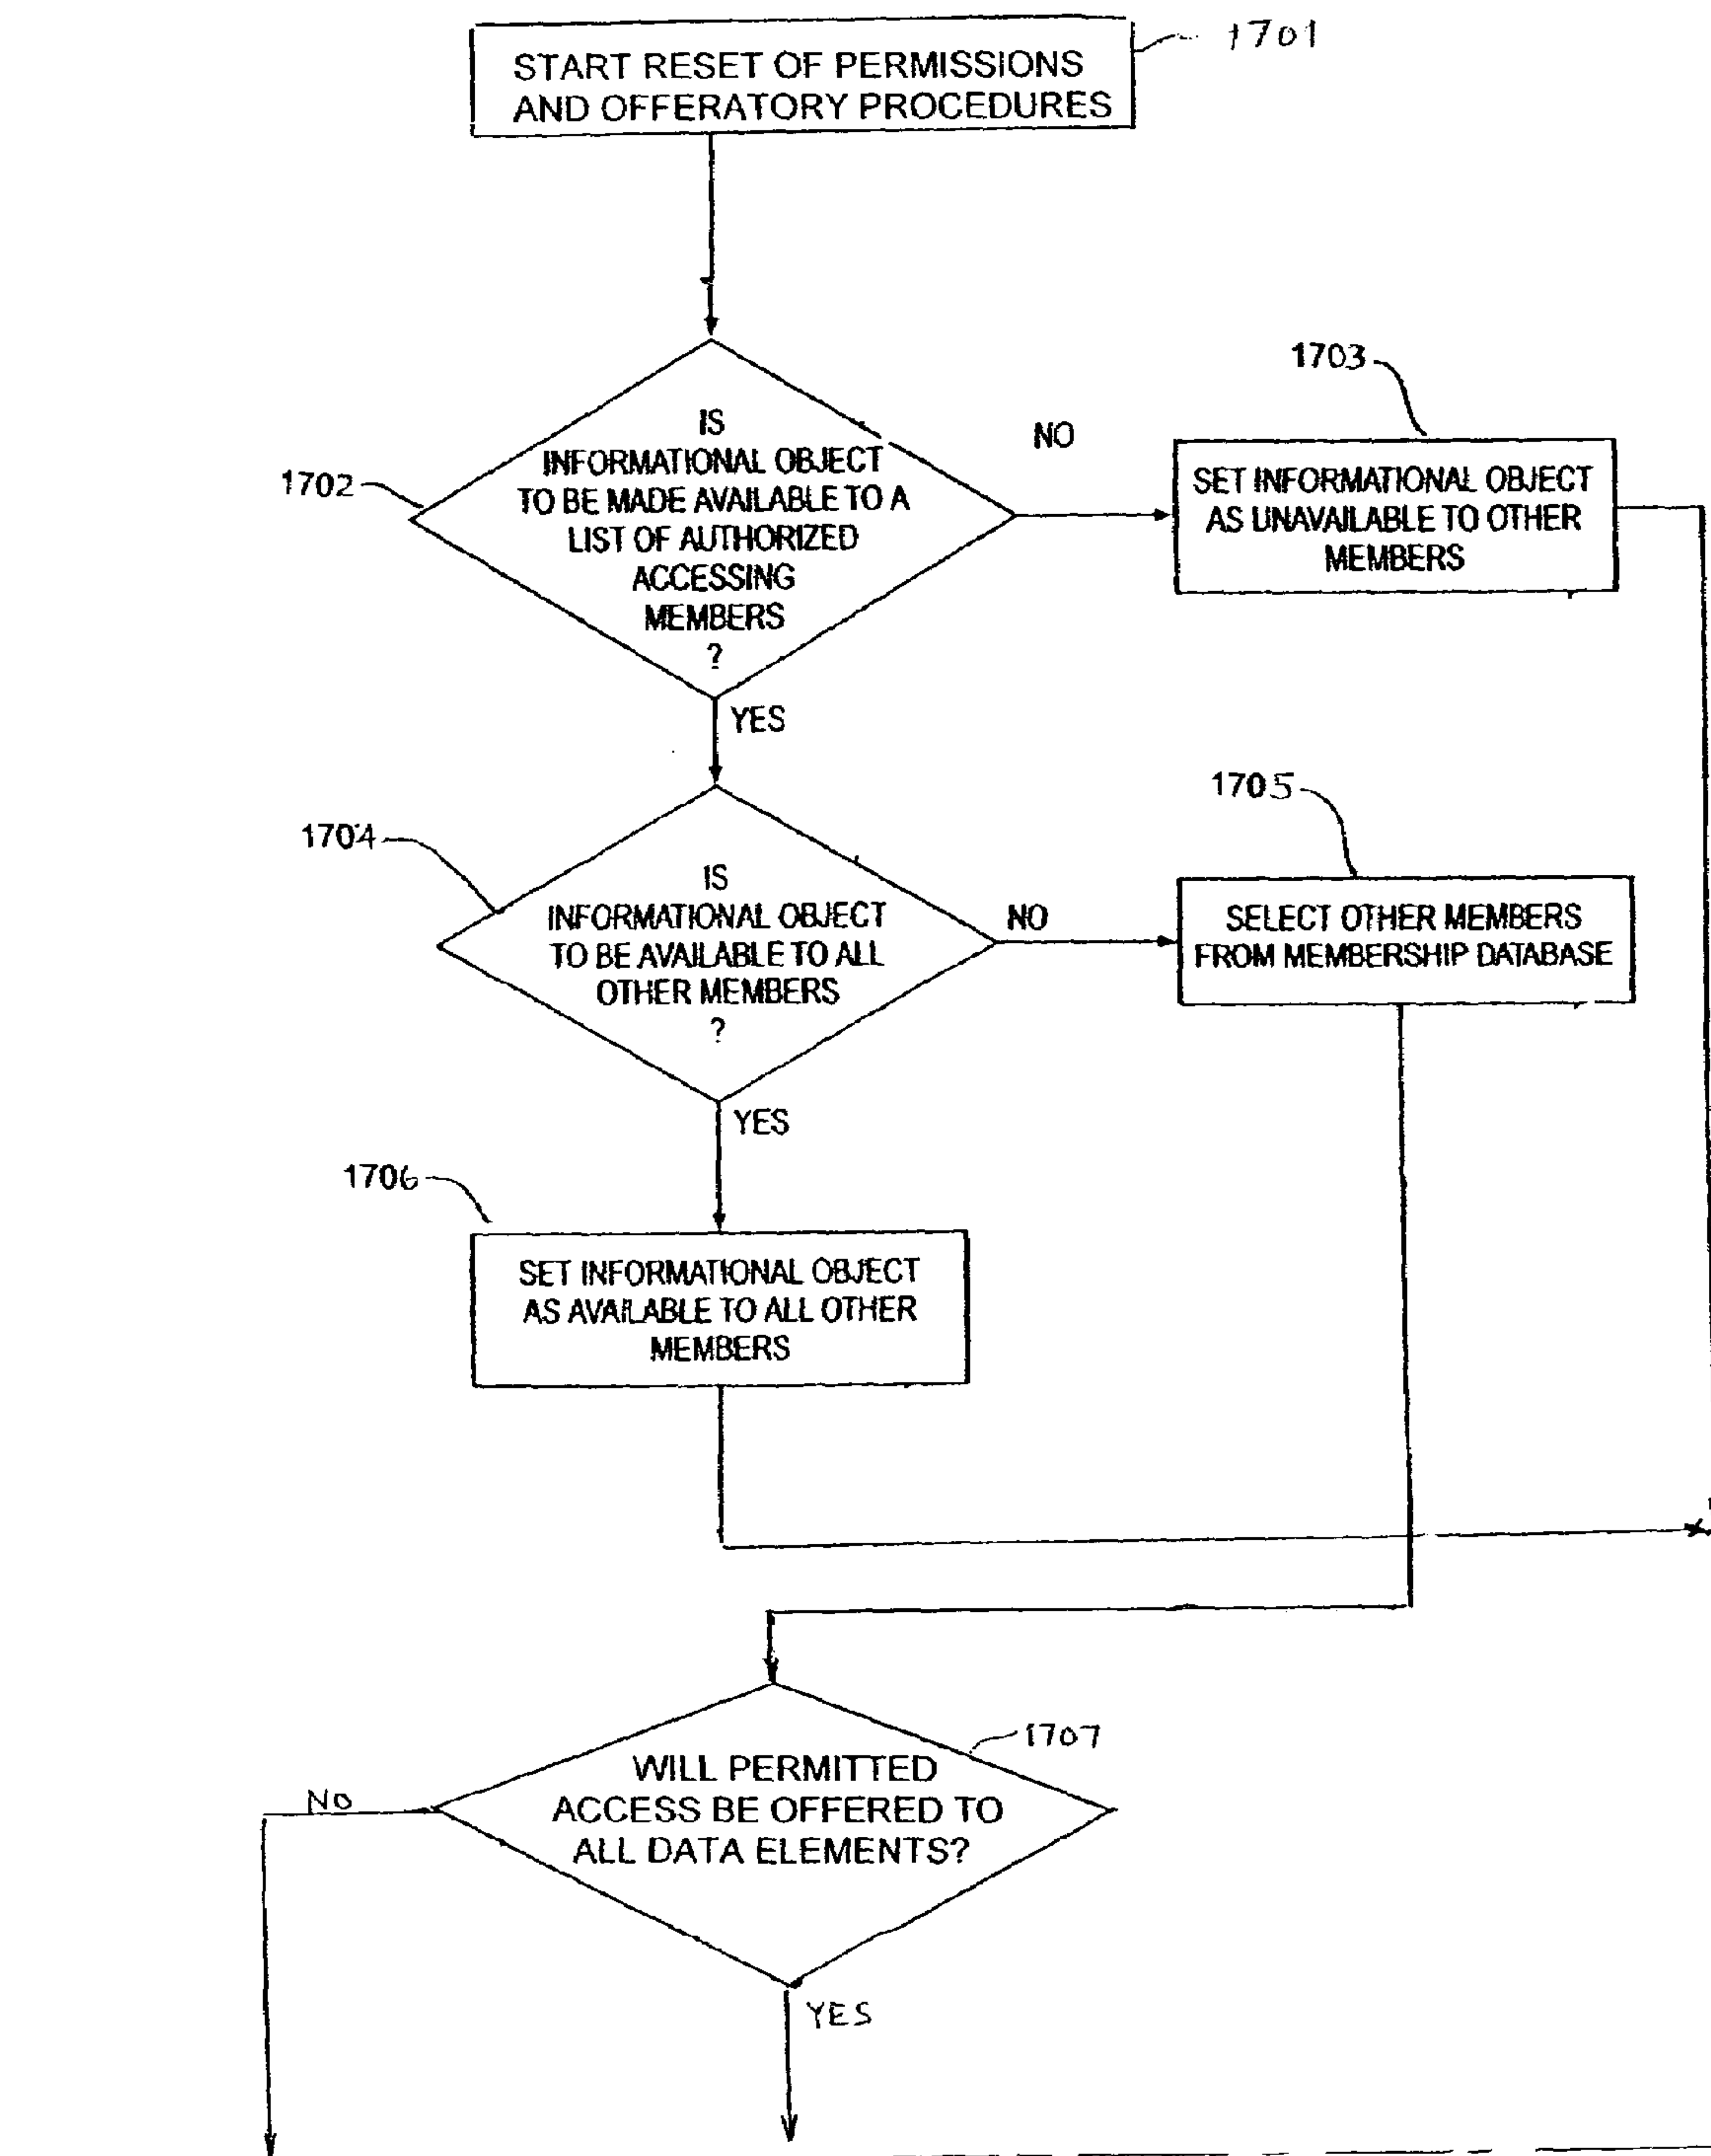 1701
START RESET OF PERMISSIONS
AND OFFERATORY PROCEDURES
1702
IS
INFORMATIONAL OBJECT
TO BE MADE AVAILABLE TO A
LIST OF AUTHORIZED
ACCESSING
MEMBERS
?
NO
1703
SET INFORMATIONAL OBJECT
AS UNAVAILABLE TO OTHER
MEMBERS
YES
1704
IS
INFORMATIONAL OBJECT
TO BE AVAILABLE TO ALL
OTHER MEMBERS
?
NO
1705
SELECT OTHER MEMBERS
FROM MEMBERSHIP DATABASE
YES
1706
SET INFORMATIONAL OBJECT
AS AVAILABLE TO ALL OTHER
MEMBERS
1707
WILL PERMITTED
ACCESS BE OFFERED TO
ALL DATA ELEMENTS?
NO
YES